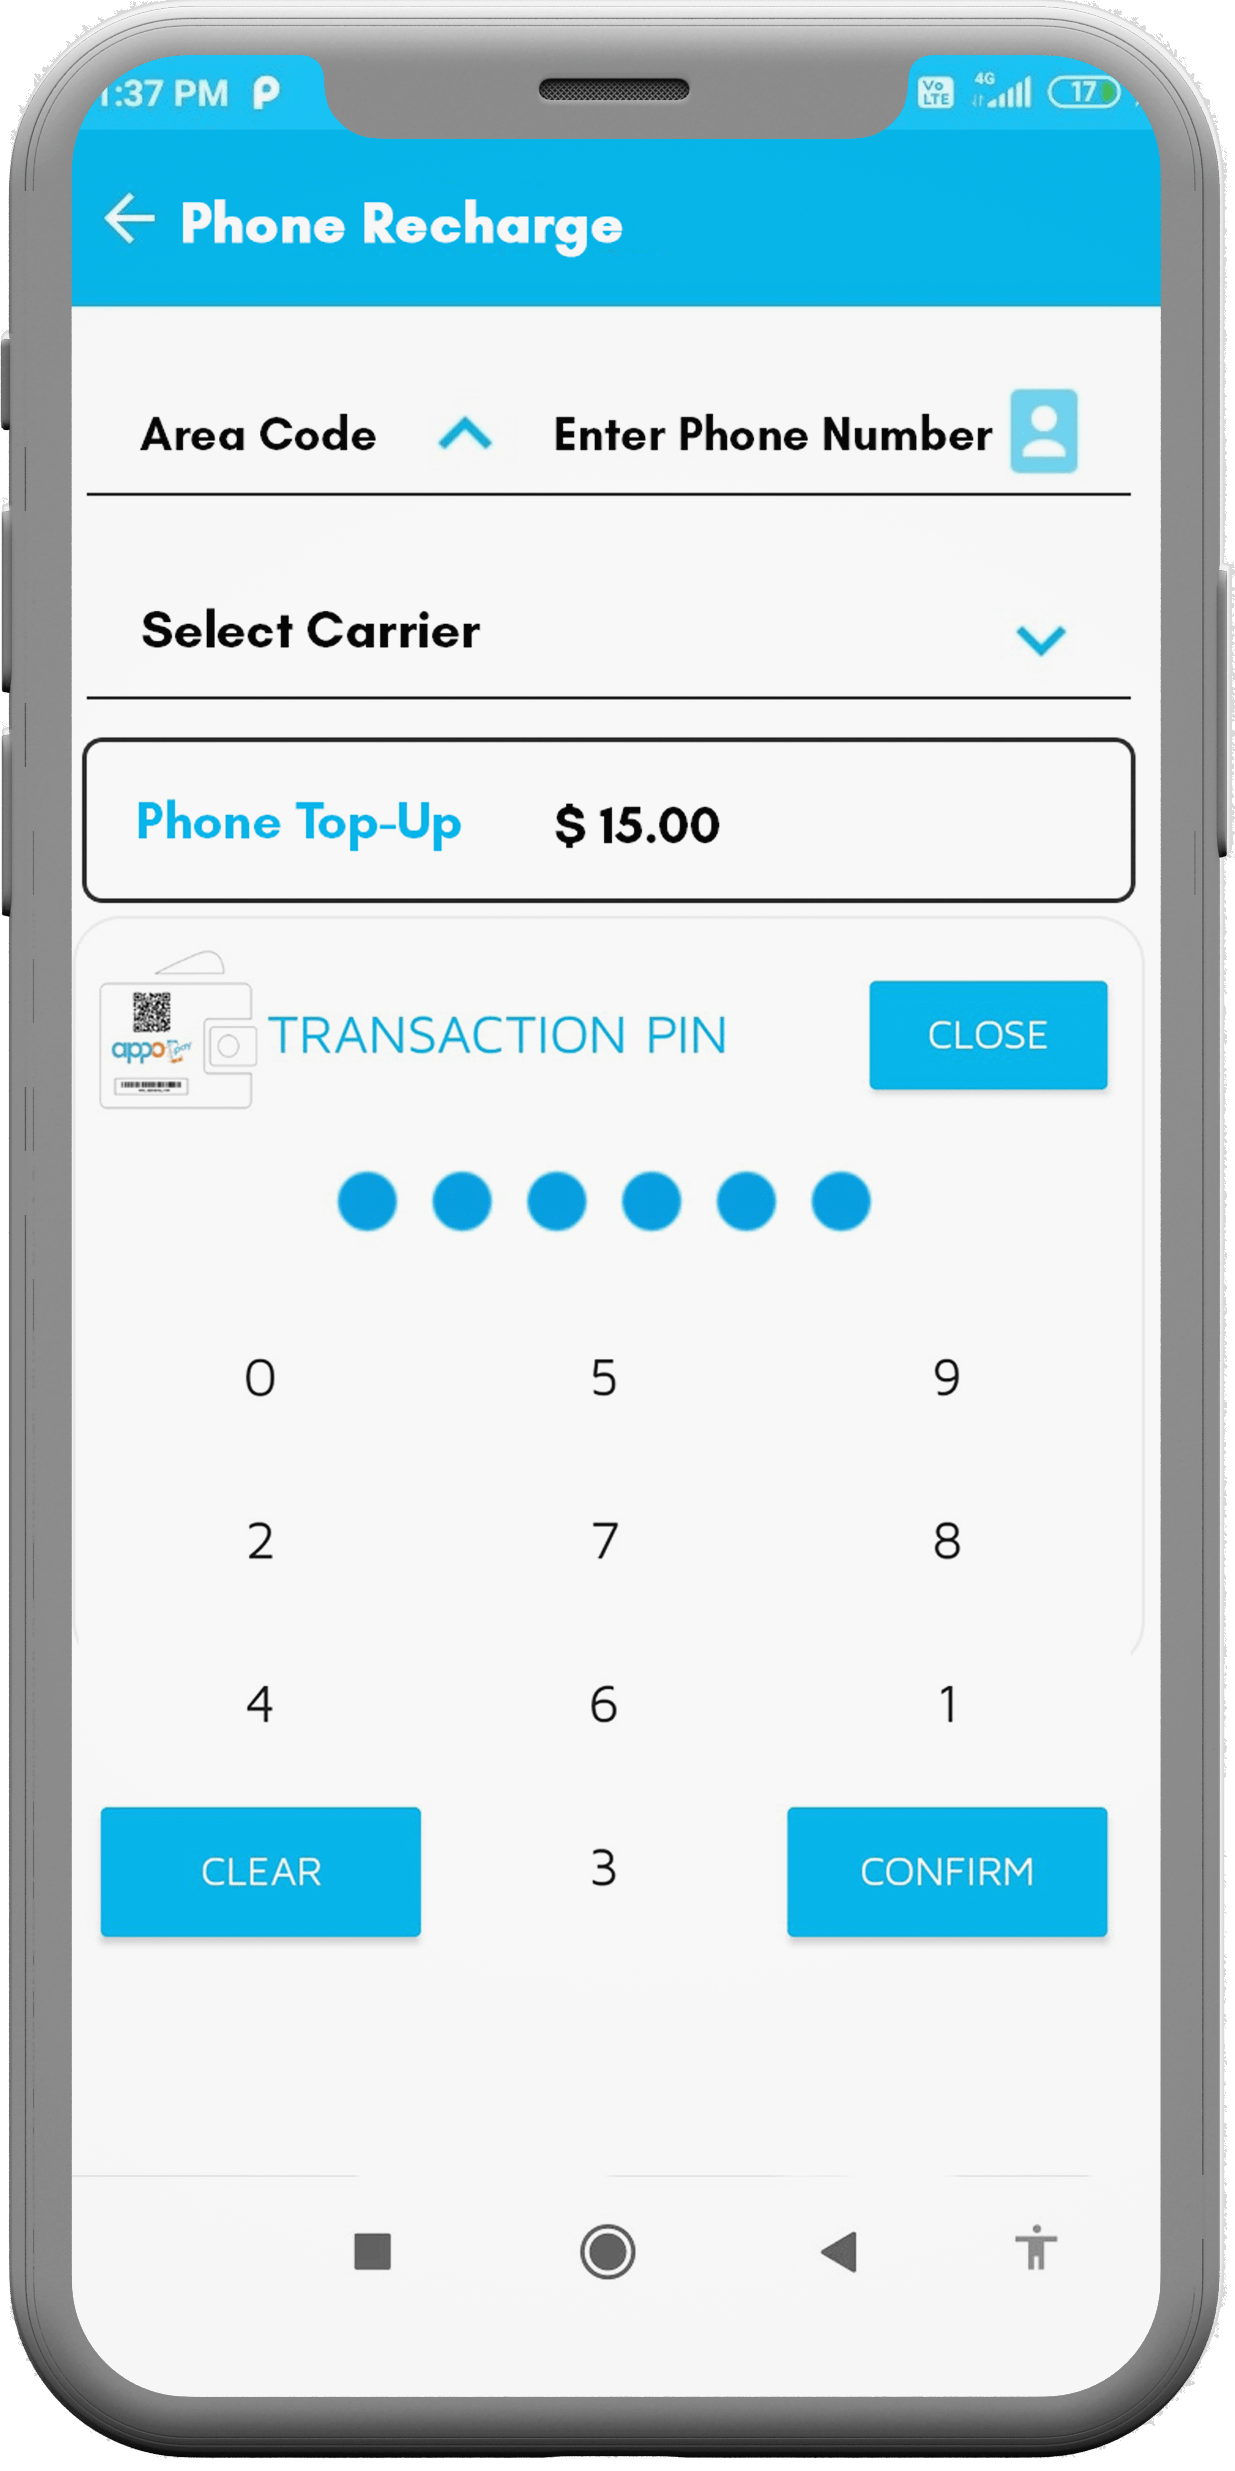 1:37 PM
Vo LTE 4G 17
Phone Recharge
Area Code Enter Phone Number
Select Carrier
Phone Top-Up $ 15.00
appo pay
TRANSACTION PIN CLOSE
0 5 9
2 7 8
4 6 1
CLEAR 3 CONFIRM